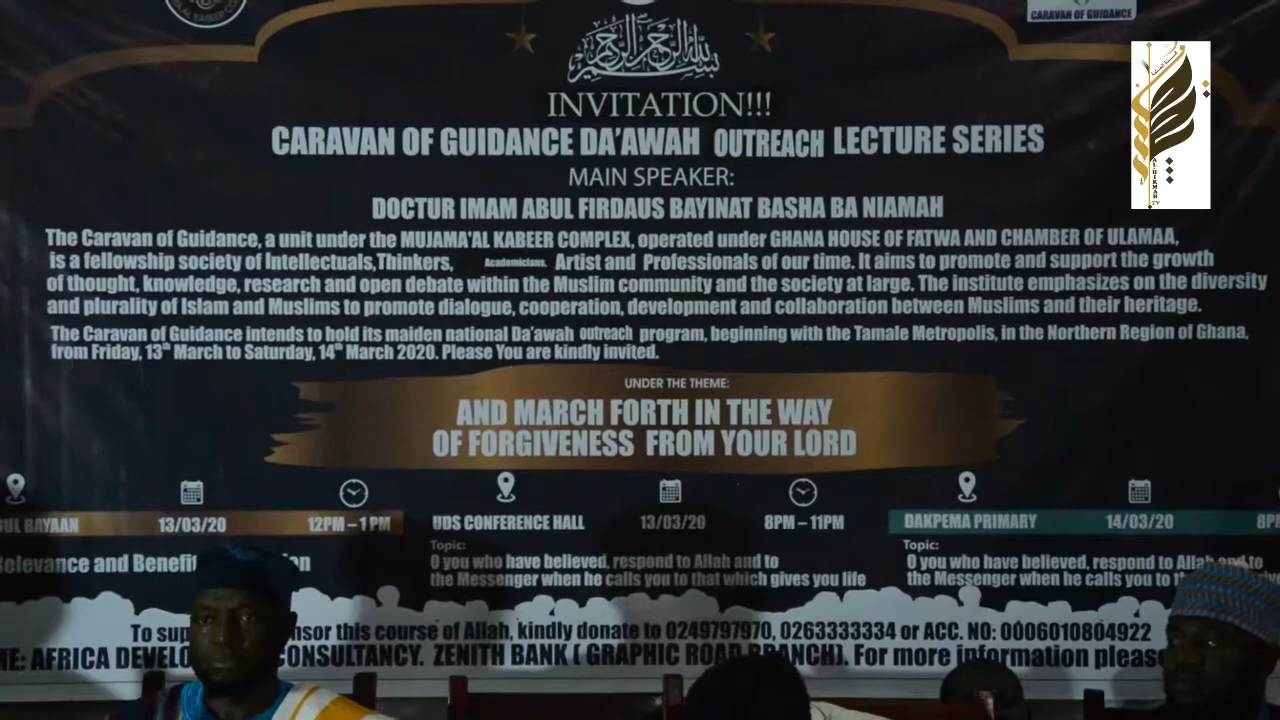 CARAVAN OF GUIDANCE
بسم الله الرحمن الرحيم
INVITATION!!!
CARAVAN OF GUIDANCE DA'AWAH OUTREACH LECTURE SERIES
MAIN SPEAKER:
DOCTUR IMAM ABUL FIRDAUS BAYINAT BASHA BA NIAMAH
The Caravan of Guidance, a unit under the MUJAMA'AL KABEER COMPLEX, operated under GHANA HOUSE OF FATWA AND CHAMBER OF ULAMAA,
is a fellowship society of Intellectuals,Thinkers, Academicians, Artist and Professionals of our time. It aims to promote and support the growth
of thought, knowledge, research and open debate within the Muslim community and the society at large. The institute emphasizes on the diversity
and plurality of Islam and Muslims to promote dialogue, cooperation, development and collaboration between Muslims and their heritage.
The Caravan of Guidance intends to hold its maiden national Da'awah outreach program, beginning with the Tamale Metropolis, in the Northern Region of Ghana,
from Friday, 13th March to Saturday, 14th March 2020. Please You are kindly invited.
UNDER THE THEME:
AND MARCH FORTH IN THE WAY
OF FORGIVENESS FROM YOUR LORD
BAYAAN 13/03/20 12PM – 1 PM UDS CONFERENCE HALL 13/03/20 8PM – 11PM DAKPEMA PRIMARY 14/03/20
Relevance and
Topic:
O you who have believed, respond to Allah and to
the Messenger when he calls you to that which gives you life
Topic:
O you who have believed, respond to Allah and to
the Messenger when he calls you to
To this course of Allah, kindly donate to 0249797970, 0263333334 or ACC. NO: 0006010804922
AFRICA CONSULTANCY. ZENITH BANK ( GRAPHIC ROAD BRANCH). For more information please
AL-HIKMAH TV